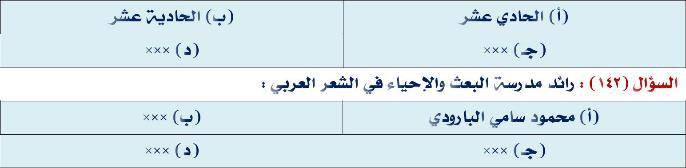 (أ) الحادي عشر (ب) الحادية عشر
(جـ) ××× (د) ×××
السؤال (١٤٢) : رائد مدرسة البعث والإحياء في الشعر العربي :
(أ) محمود سامي البارودي (ب) ×××
(جـ) ××× (د) ×××